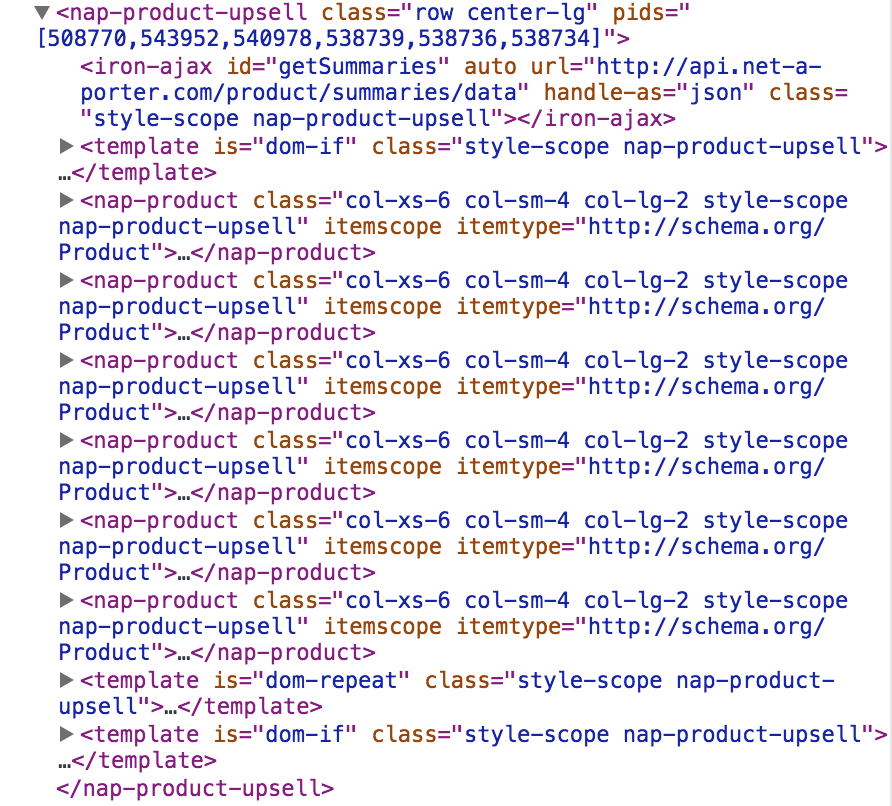 ▼<nap-product-upsell class="row center-lg" pids="
[508770,543952,540978,538739,538736,538734]">
<iron-ajax id="getSummaries" auto url="http://api.net-a-
porter.com/product/summaries/data" handle-as="json" class=
"style-scope nap-product-upsell"></iron-ajax>
▶<template is="dom-if" class="style-scope nap-product-upsell">
…</template>
▶<nap-product class="col-xs-6 col-sm-4 col-lg-2 style-scope
nap-product-upsell" itemscope itemtype="http://schema.org/
Product">…</nap-product>
▶<nap-product class="col-xs-6 col-sm-4 col-lg-2 style-scope
nap-product-upsell" itemscope itemtype="http://schema.org/
Product">…</nap-product>
▶<nap-product class="col-xs-6 col-sm-4 col-lg-2 style-scope
nap-product-upsell" itemscope itemtype="http://schema.org/
Product">…</nap-product>
▶<nap-product class="col-xs-6 col-sm-4 col-lg-2 style-scope
nap-product-upsell" itemscope itemtype="http://schema.org/
Product">…</nap-product>
▶<nap-product class="col-xs-6 col-sm-4 col-lg-2 style-scope
nap-product-upsell" itemscope itemtype="http://schema.org/
Product">…</nap-product>
▶<nap-product class="col-xs-6 col-sm-4 col-lg-2 style-scope
nap-product-upsell" itemscope itemtype="http://schema.org/
Product">…</nap-product>
▶<template is="dom-repeat" class="style-scope nap-product-
upsell">…</template>
▶<template is="dom-if" class="style-scope nap-product-upsell">
…</template>
</nap-product-upsell>